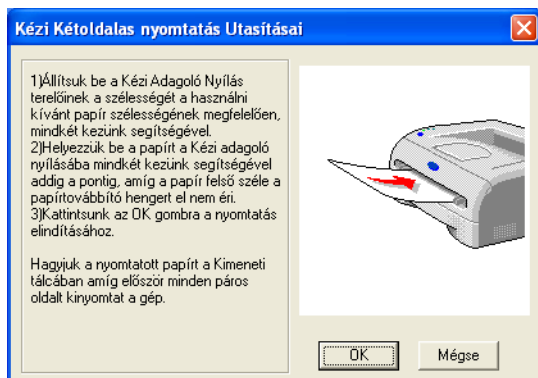 Kézi Kétoldalas nyomtatás Utasításai
1)Állítsuk be a Kézi Adagoló Nyílás
terelőinek a szélességét a használni
kívánt papír szélességének megfelelően,
mindkét kezünk segítségével.
2)Helyezzük be a papírt a Kézi adagoló
nyílásába mindkét kezünk segítségével
addig a pontig, amíg a papír felső széle a
papírtovábbító hengert el nem éri.
3)Kattintsunk az OK gombra a nyomtatás
elindításához.
Hagyjuk a nyomtatott papírt a Kimeneti
tálcában amíg először minden páros
oldalt kinyomtat a gép.
OK
Mégse